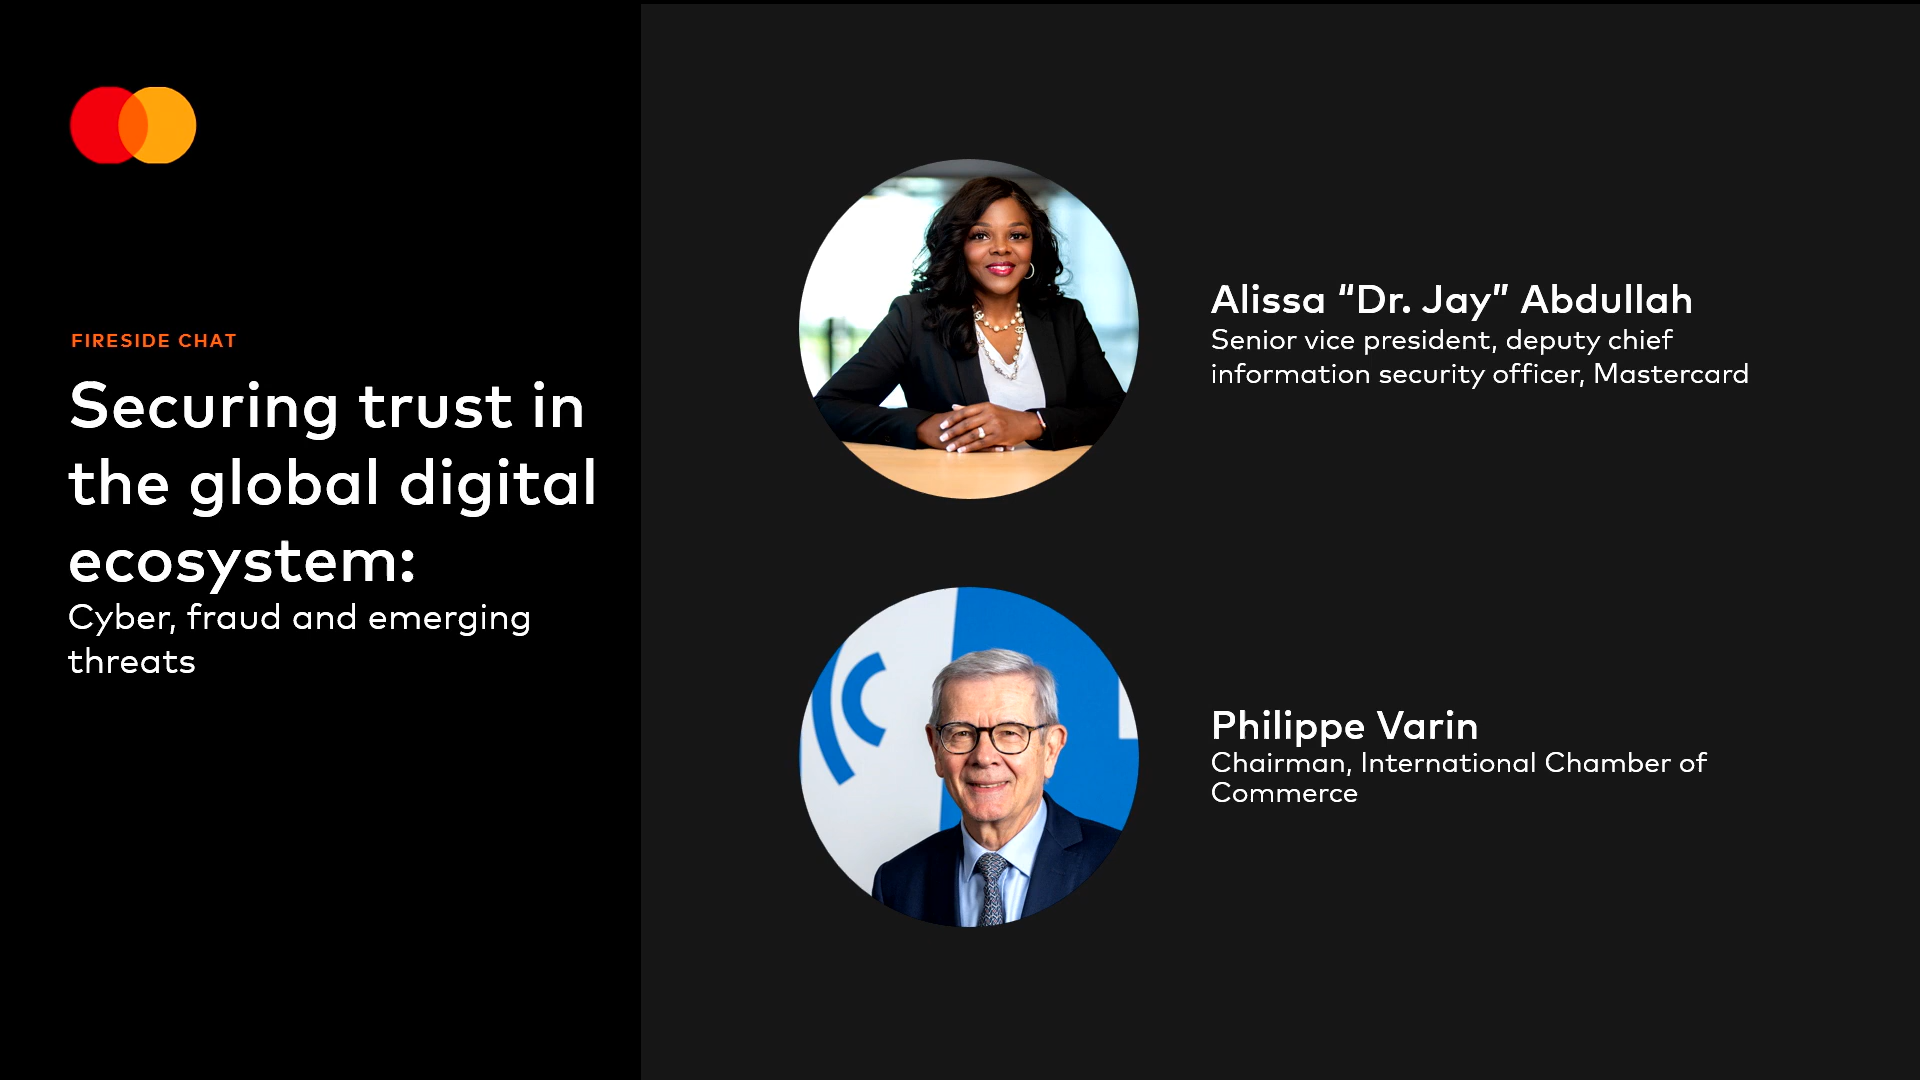 FIRESIDE CHAT
Securing trust in
the global digital
ecosystem:
Cyber, fraud and emerging
threats
Alissa “Dr. Jay” Abdullah
Senior vice president, deputy chief
information security officer, Mastercard
Philippe Varin
Chairman, International Chamber of
Commerce